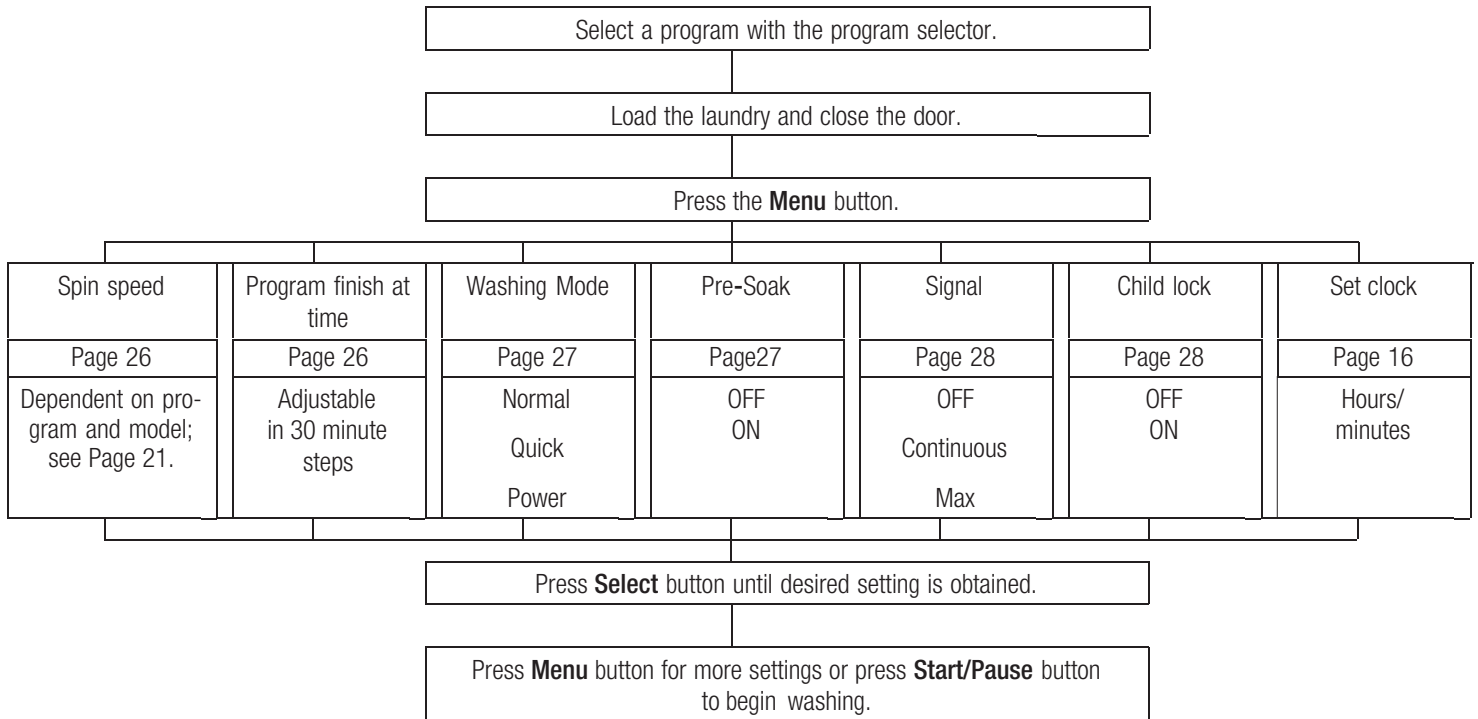 Select a program with the program selector.
Load the laundry and close the door.
Press the Menu button.
Spin speed
Page 26
Dependent on pro-
gram and model;
see Page 21.
Program finish at
time
Page 26
Adjustable
in 30 minute
steps
Washing Mode
Page 27
Normal
Quick
Power
Pre-Soak
Page27
OFF
ON
Signal
Page 28
OFF
Continuous
Max
Child lock
Page 28
OFF
ON
Set clock
Page 16
Hours/
minutes
Press Select button until desired setting is obtained.
Press Menu button for more settings or press Start/Pause button
to begin washing.